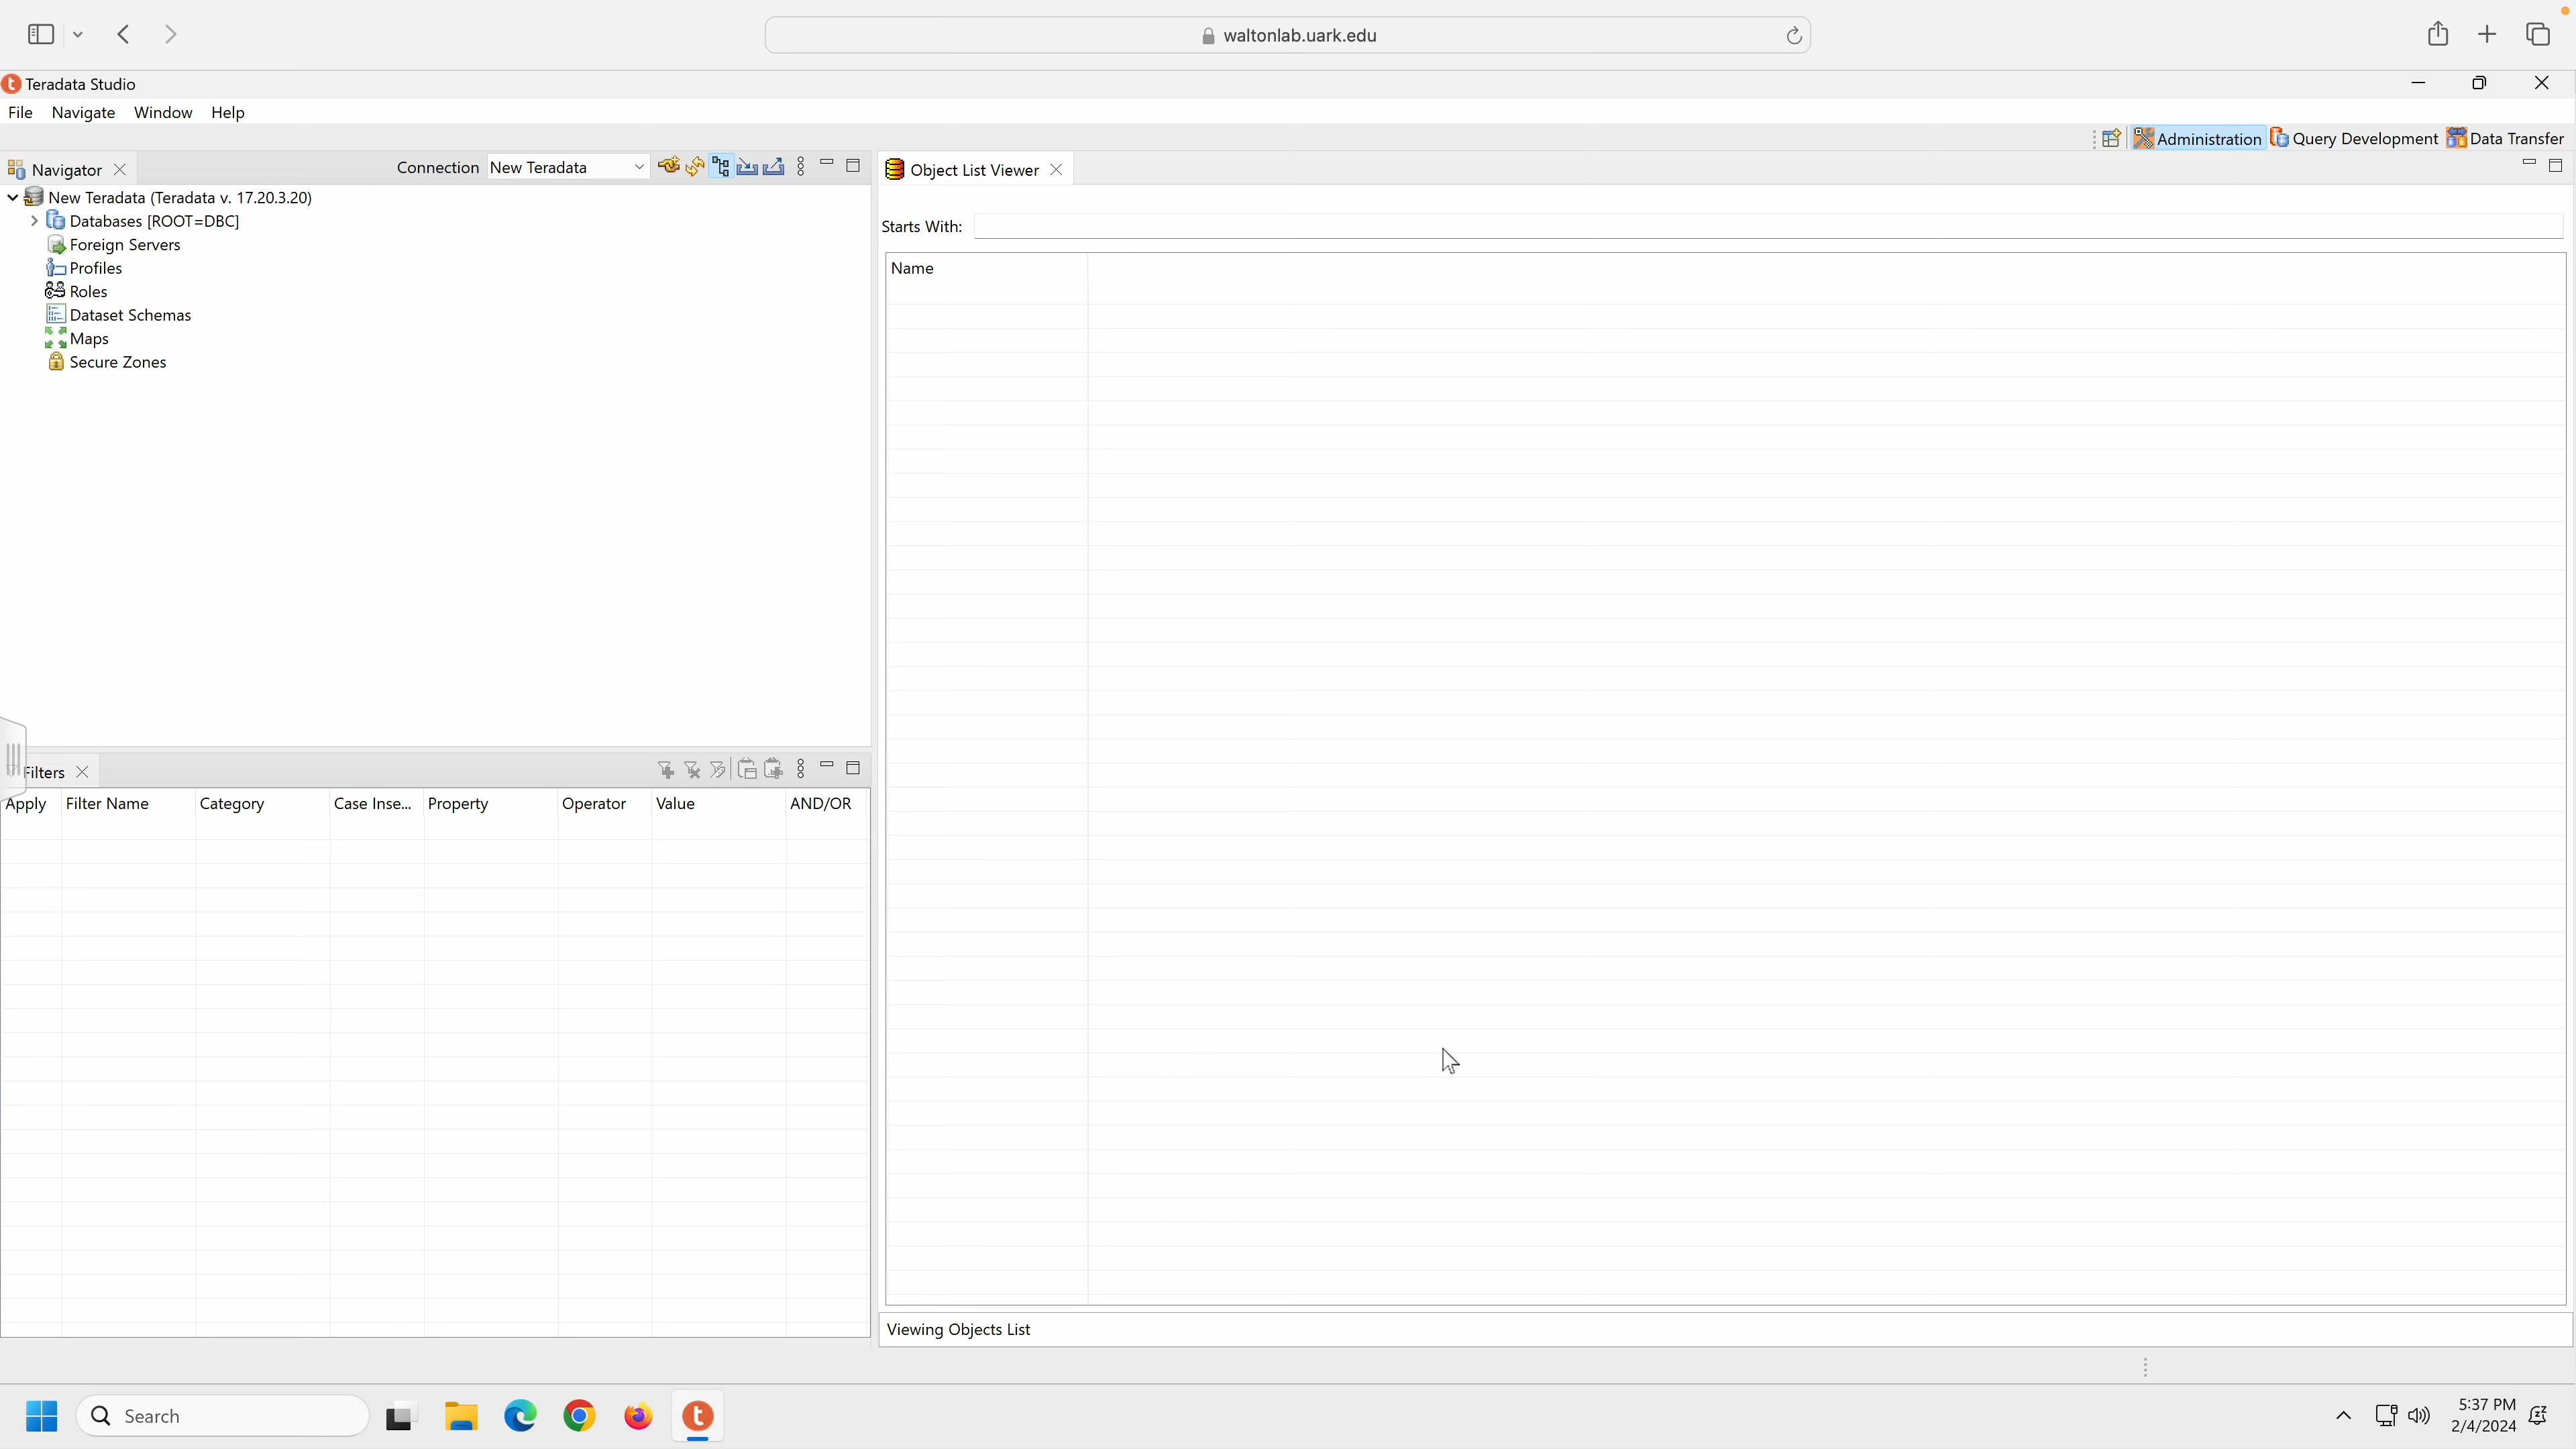 waltonlab.uark.edu
Teradata Studio
File Navigate Window Help
Administration Query Development Data Transfer
Navigator Connection New Teradata
Object List Viewer
New Teradata (Teradata v. 17.20.3.20)
Databases [ROOT=DBC]
Foreign Servers
Profiles
Roles
Dataset Schemas
Maps
Secure Zones
Starts With:
Name
Filters
Apply Filter Name Category Case Inse... Property Operator Value AND/OR
Viewing Objects List
Search
5:37 PM
2/4/2024